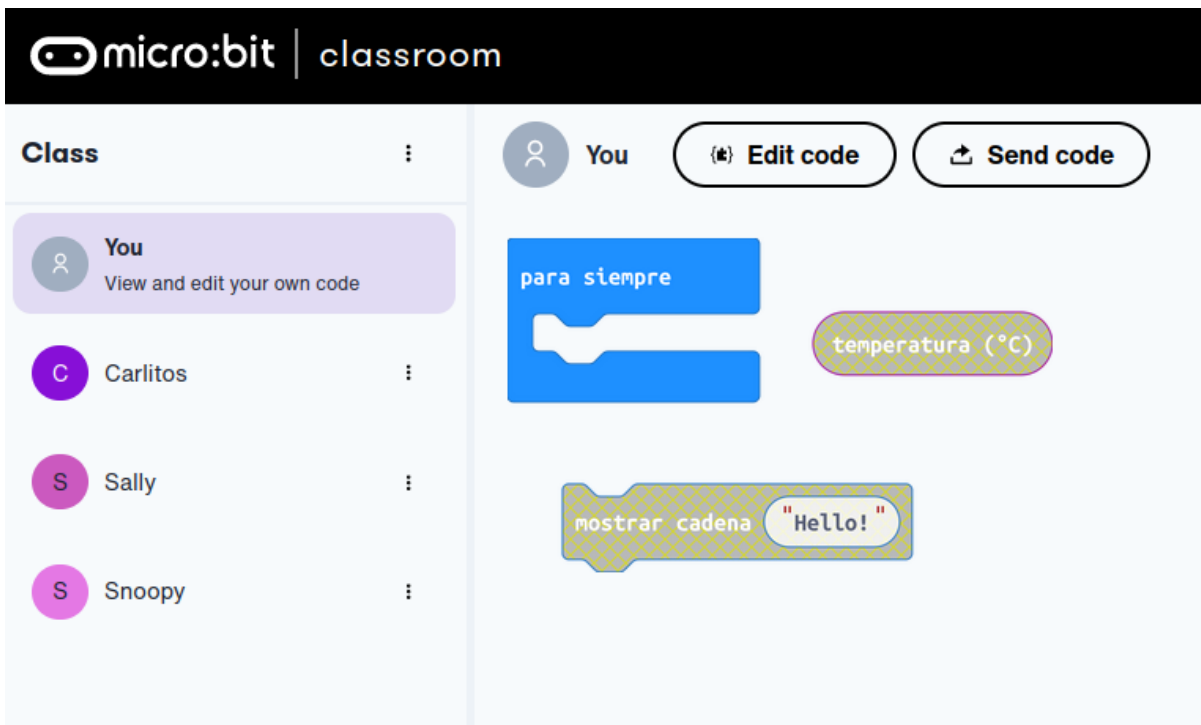 micro:bit | classroom
Class
You
View and edit your own code
C Carlitos
S Sally
S Snoopy
You
Edit code
Send code
para siempre
temperatura (°C)
mostrar cadena "Hello!"